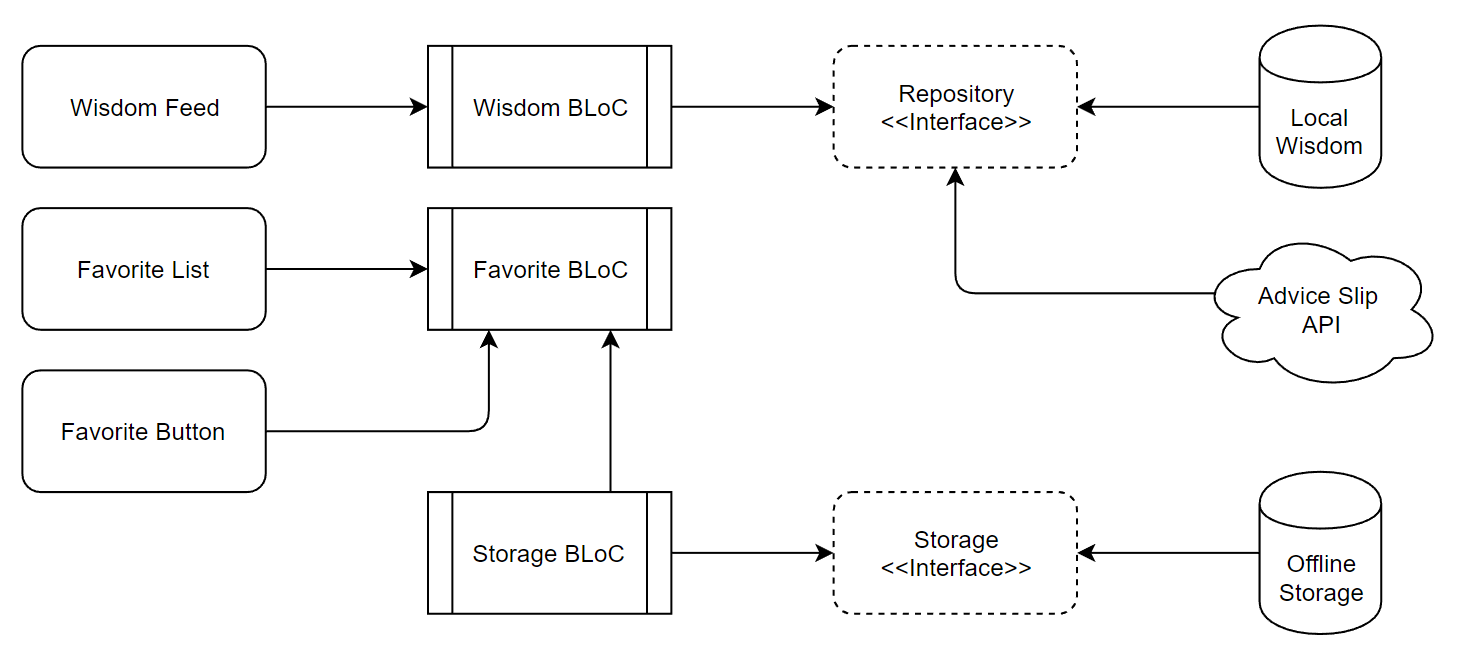 Wisdom Feed
Wisdom BLoC
Repository
<<Interface>>
Local
Wisdom
Favorite List
Favorite BLoC
Advice Slip
API
Favorite Button
Storage BLoC
Storage
<<Interface>>
Offline
Storage